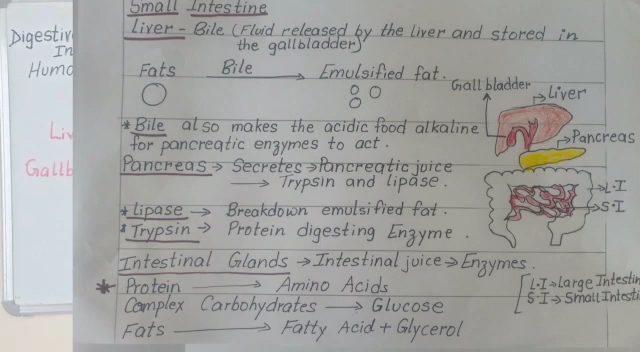 Digestiv
In
Humo
Liv
Gallb
Small Intestine
Liver - Bile (Fluid released by the liver and stored in
the gallbladder)
Fats Bile → Emulsified fat.
* Bile also makes the acidic food alkaline
for pancreatic enzymes to act.
Pancreas → Secretes → Pancreatic juice
→ Trypsin and lipase.
* Lipase → Breakdown emulsified fat.
* Trypsin → Protein digesting Enzyme.
Intestinal Glands → Intestinal juice → Enzymes.
* Protein → Amino Acids
Complex Carbohydrates → Glucose
Fats → Fatty Acid + Glycerol
Gall bladder
Liver
Pancreas
L.I
S.I
L.I → Large Intestin
S.I → Small Intesti